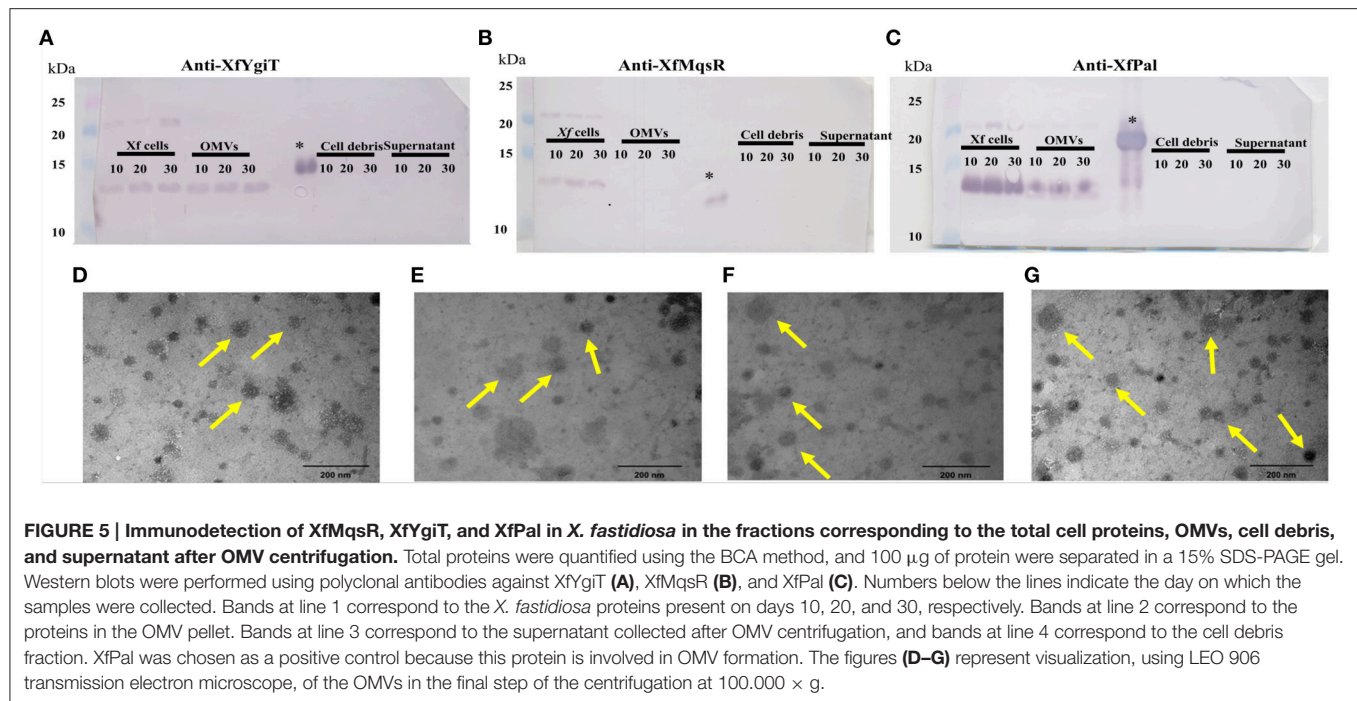 A
B
C
Anti-XfYgiT
Anti-XfMqsR
Anti-XfPal
kDa
25
20
15
10
Xf cells
OMVs
*
Cell debris
Supernatant
10 20 30
10 20 30
10 20 30
10 20 30
kDa
25
20
15
10
Xf cells
OMVs
*
Cell debris
Supernatant
10 20 30
10 20 30
10 20 30
10 20 30
kDa
25
20
15
10
Xf cells
OMVs
*
Cell debris
Supernatant
10 20 30
10 20 30
10 20 30
10 20 30
D
E
F
G
200 nm
200 nm
200 nm
200 nm
FIGURE 5 | Immunodetection of XfMqsR, XfYgiT, and XfPal in X. fastidiosa in the fractions corresponding to the total cell proteins, OMVs, cell debris,
and supernatant after OMV centrifugation. Total proteins were quantified using the BCA method, and 100 μg of protein were separated in a 15% SDS-PAGE gel.
Western blots were performed using polyclonal antibodies against XfYgiT (A), XfMqsR (B), and XfPal (C). Numbers below the lines indicate the day on which the
samples were collected. Bands at line 1 correspond to the X. fastidiosa proteins present on days 10, 20, and 30, respectively. Bands at line 2 correspond to the
proteins in the OMV pellet. Bands at line 3 correspond to the supernatant collected after OMV centrifugation, and bands at line 4 correspond to the cell debris
fraction. XfPal was chosen as a positive control because this protein is involved in OMV formation. The figures (D–G) represent visualization, using LEO 906
transmission electron microscope, of the OMVs in the final step of the centrifugation at 100.000 × g.